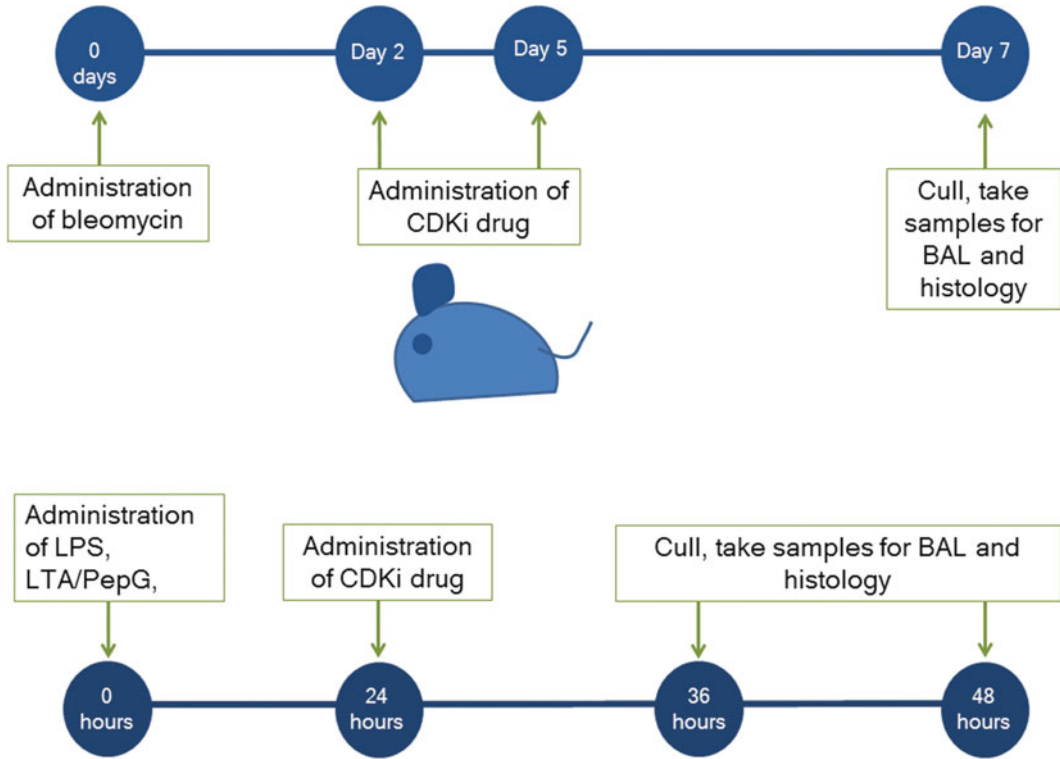 0
days
Day 2
Day 5
Day 7
Administration
of bleomycin
Administration of
CDKi drug
Cull, take
samples for
BAL and
histology
Administration
of LPS,
LTA/PepG,
Administration
of CDKi drug
Cull, take samples for BAL and
histology
0
hours
24
hours
36
hours
48
hours